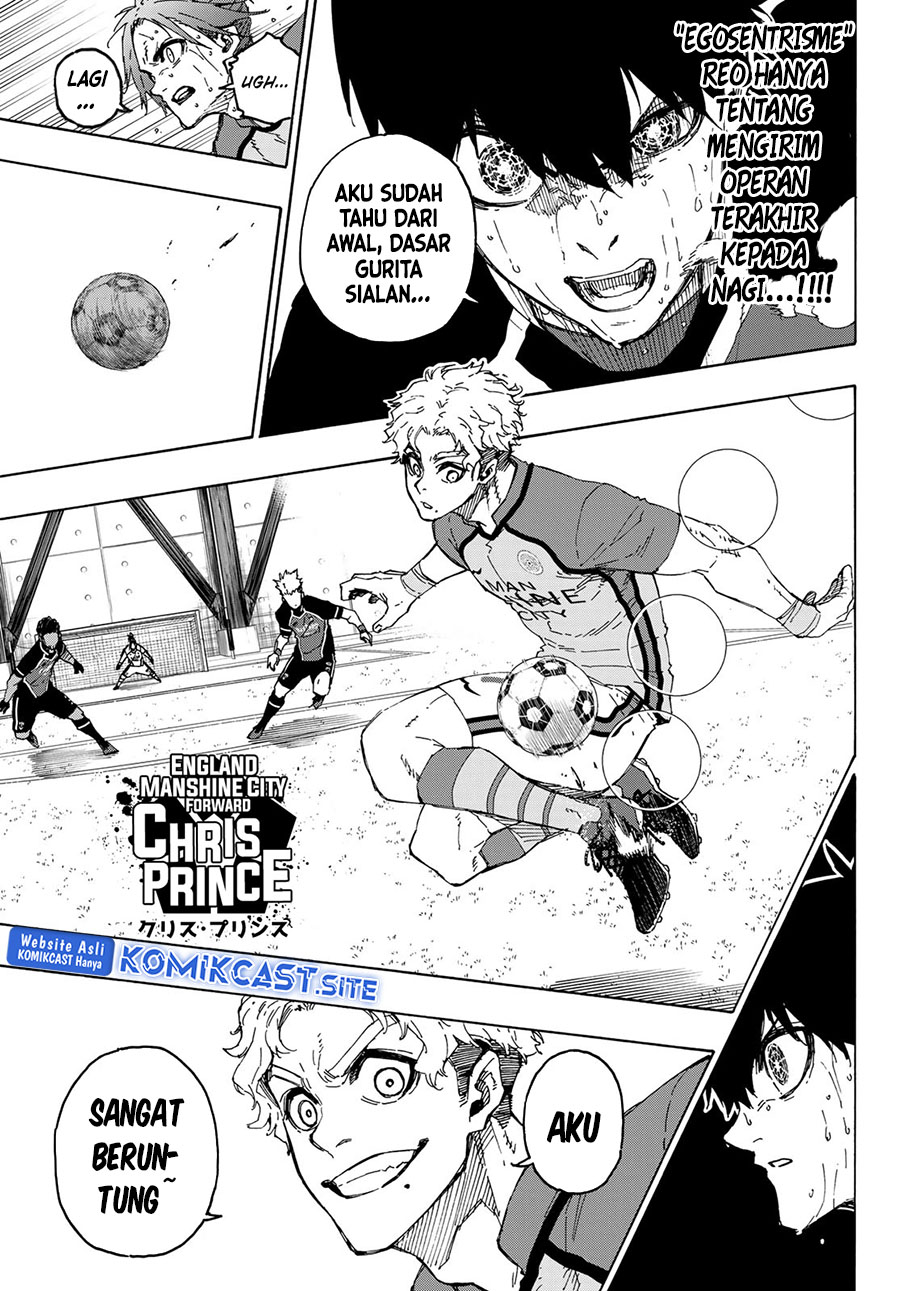 "EGOSENTRISME"
REO HANYA
TENTANG
MENGIRIM
OPERAN
TERAKHIR
KEPADA
NAGI...!!!!
AKU SUDAH
TAHU DARI
AWAL, DASAR
GURITA
SIALAN...
UGH...
LAGI
...
MAN
CITY
ENGLAND
MANSHINE CITY
FORWARD
CHRIS
PRINCE
クリス・プリンス
Website Asli
KOMIKCAST Hanya
KOMIKCAST.SITE
AKU
SANGAT
BERUN-
TUNG~